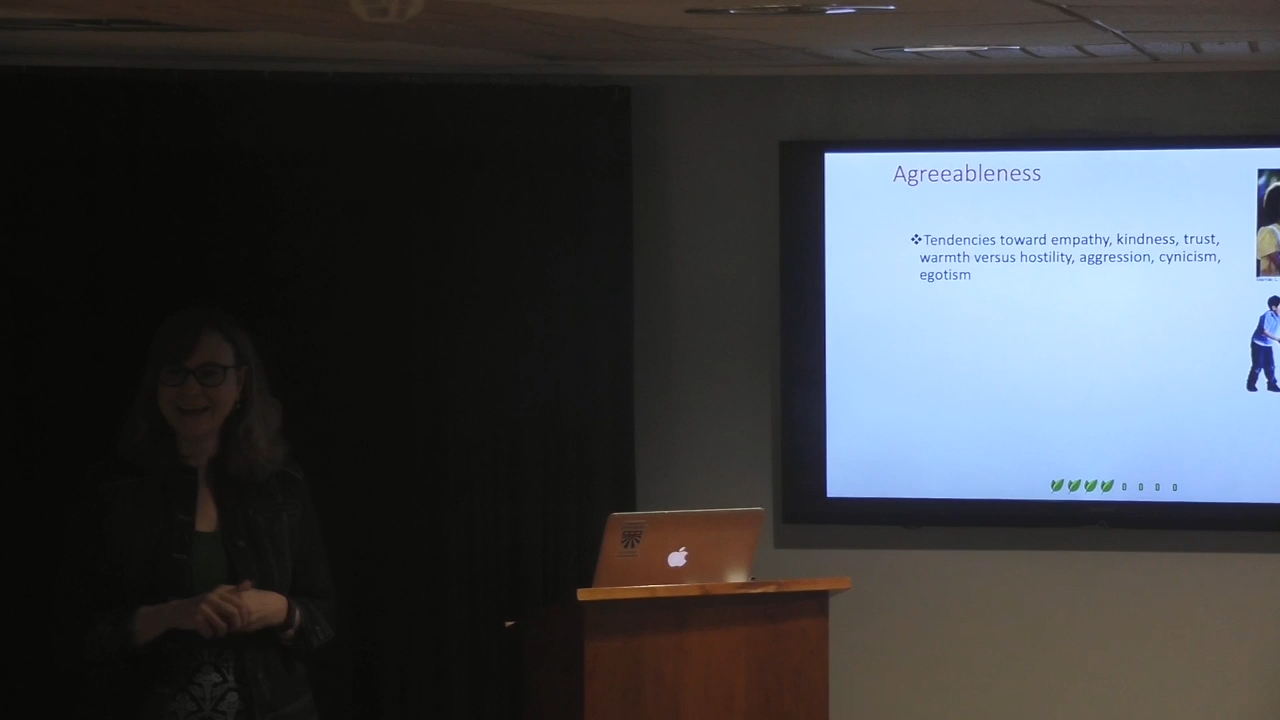 Agreeableness
❖Tendencies toward empathy, kindness, trust,
warmth versus hostility, aggression, cynicism,
egotism